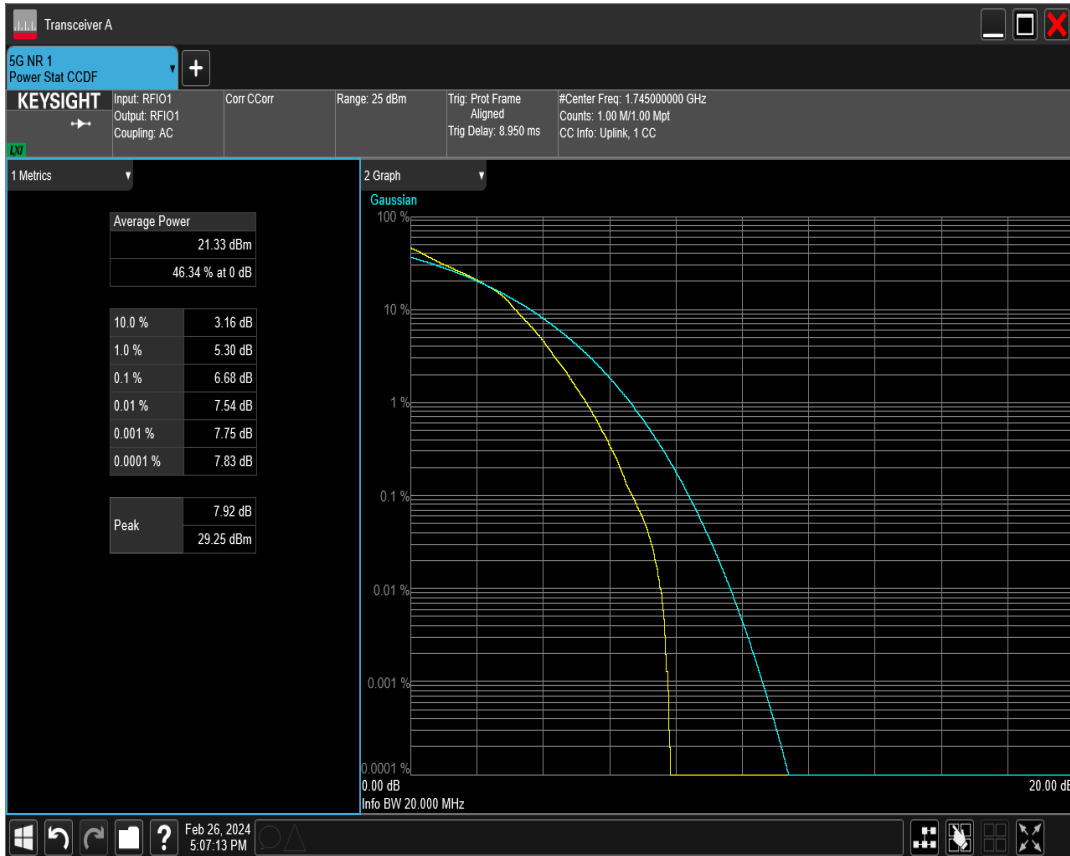 Transceiver A
5G NR 1
Power Stat CCDF
KEYSIGHT
LXI
Input: RFIO1
Output: RFIO1
Coupling: AC
Corr CCorr
Range: 25 dBm
Trig: Prot Frame
Aligned
Trig Delay: 8.950 ms
#Center Freq: 1.745000000 GHz
Counts: 1.00 M/1.00 Mpt
CC Info: Uplink, 1 CC
1 Metrics
Average Power
21.33 dBm
46.34 % at 0 dB
10.0 % 3.16 dB
1.0 % 5.30 dB
0.1 % 6.68 dB
0.01 % 7.54 dB
0.001 % 7.75 dB
0.0001 % 7.83 dB
Peak
7.92 dB
29.25 dBm
2 Graph
Gaussian
100 %
10 %
1 %
0.1 %
0.01 %
0.001 %
0.0001 %
0.00 dB 20.00 dB
Info BW 20.000 MHz
?
Feb 26, 2024
5:07:13 PM